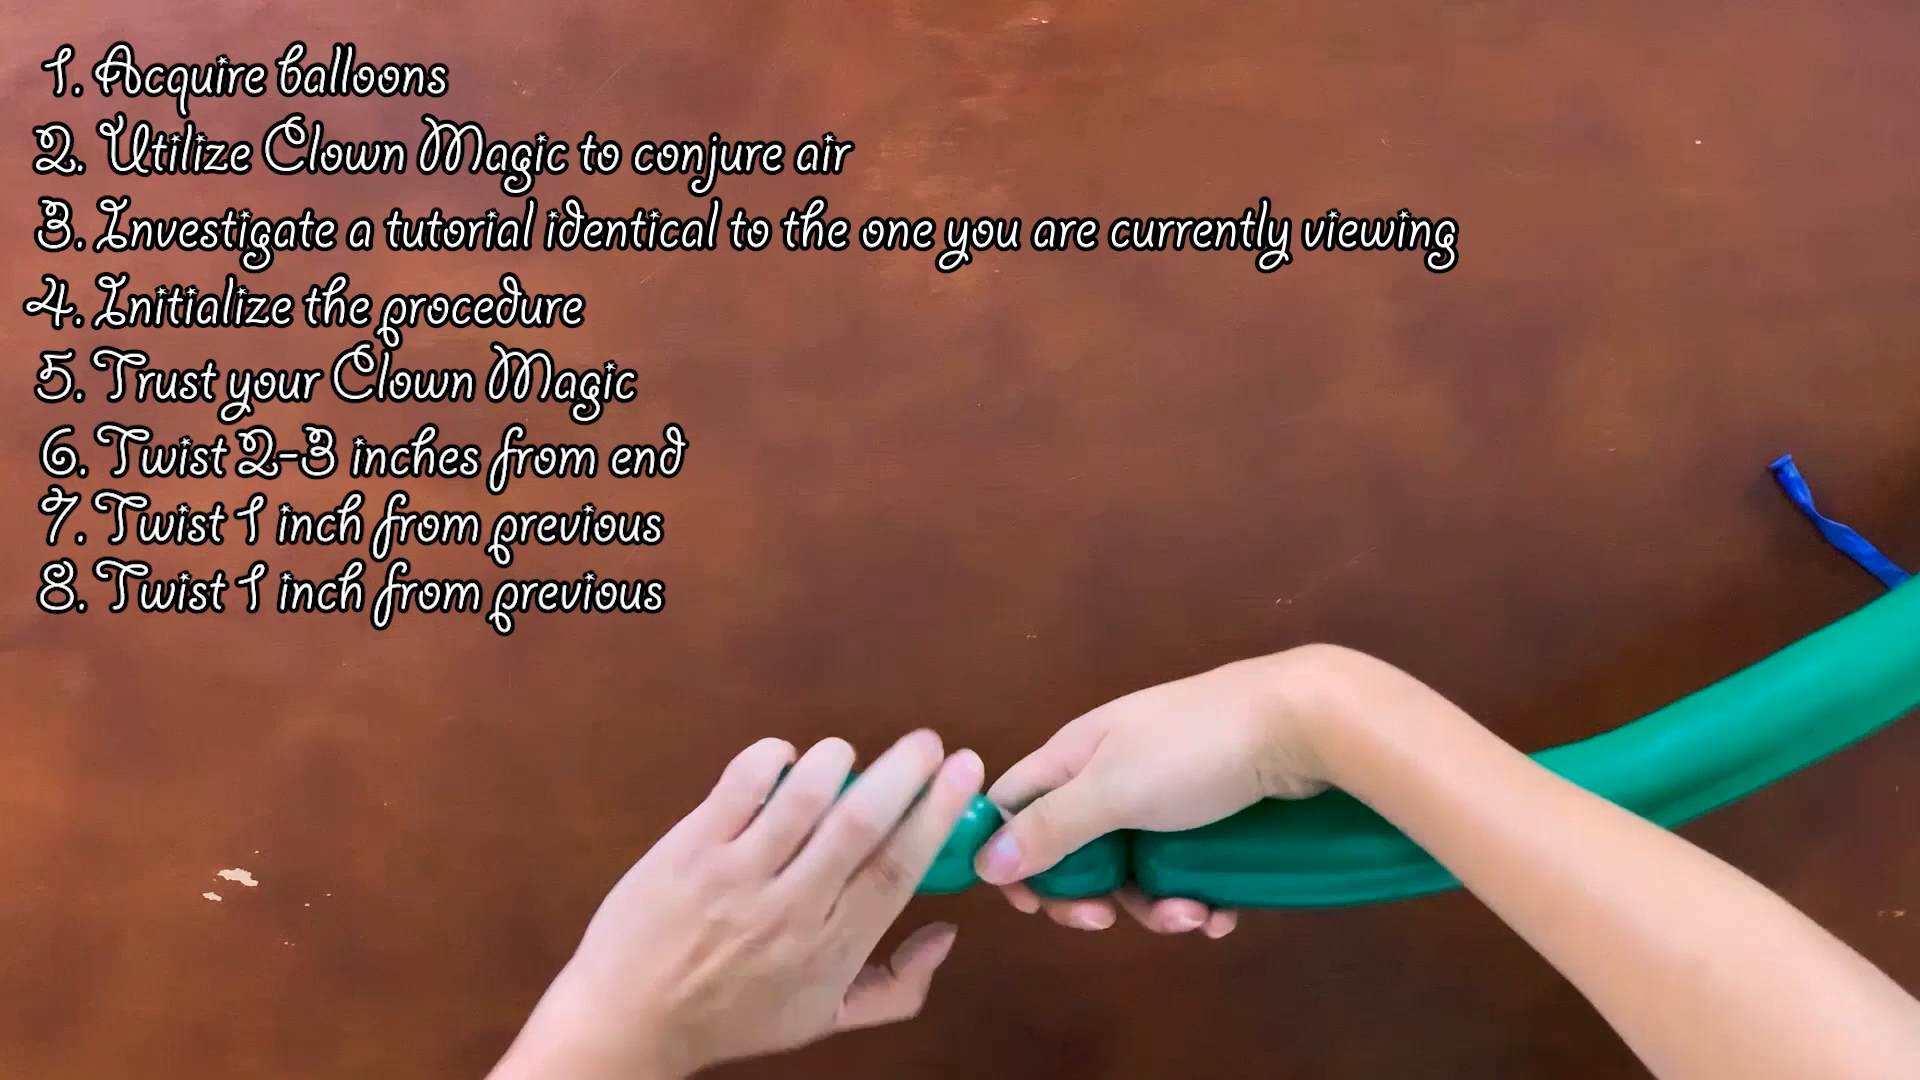 1. Acquire balloons
2. Utilize Clown Magic to conjure air
3. Investigate a tutorial identical to the one you are currently viewing
4. Initialize the procedure
5. Trust your Clown Magic
6. Twist 2-3 inches from end
7. Twist 1 inch from previous
8. Twist 1 inch from previous